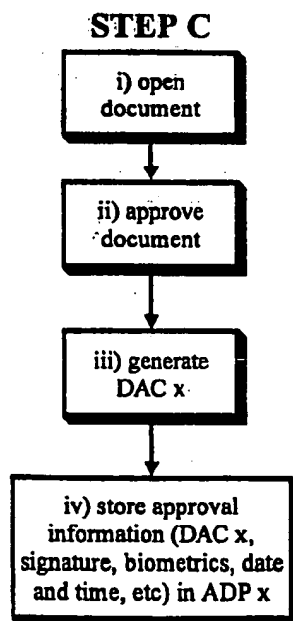 STEP C
i) open
document
ii) approve
document
iii) generate
DAC x
iv) store approval
information (DAC x,
signature, biometrics, date
and time, etc) in ADP x